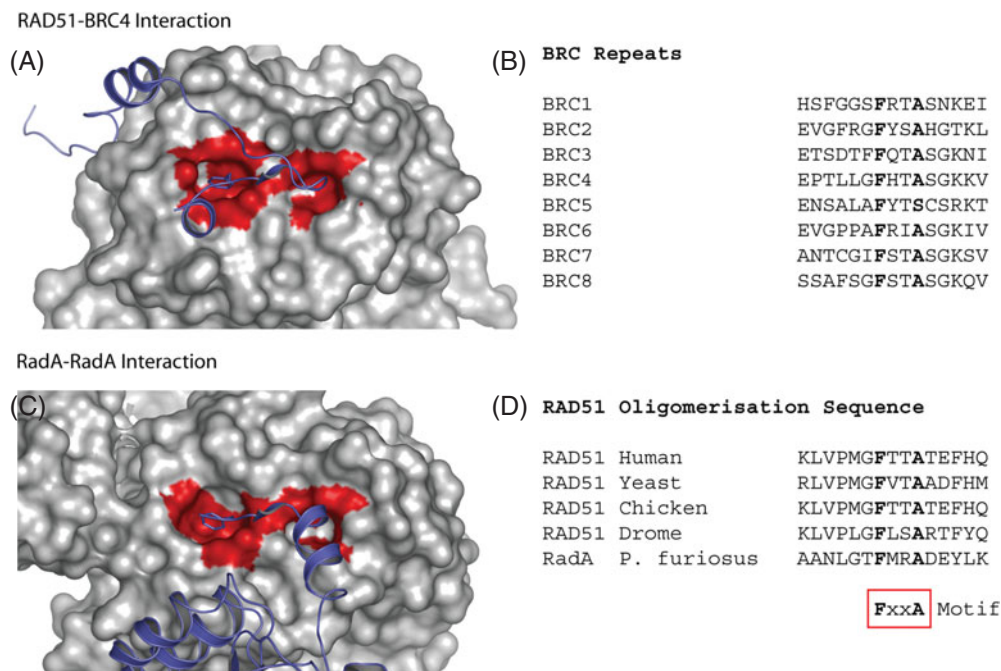 RAD51-BRC4 Interaction
(A)
(B) BRC Repeats
BRC1 HSFGGSFRTASNKEI
BRC2 EVGFRGFYSAHGTKL
BRC3 ETSDTFFQTASGKNI
BRC4 EPTLLGFHTASGKKV
BRC5 ENSALAFYTSCSRKT
BRC6 EVGPPAFRIASGKIV
BRC7 ANTCGIFSTASGKSV
BRC8 SSAFSGFSTASGKQV
RadA-RadA Interaction
(C)
(D) RAD51 Oligomerisation Sequence
RAD51 Human KLVPMGFTTATEFHQ
RAD51 Yeast RLVPMGFVTAADFHM
RAD51 Chicken KLVPMGFTTATEFHQ
RAD51 Drome KLVPLGFLSARTFYQ
RadA P. furiosus AANLGTFMRADEYLK
FxxA Motif